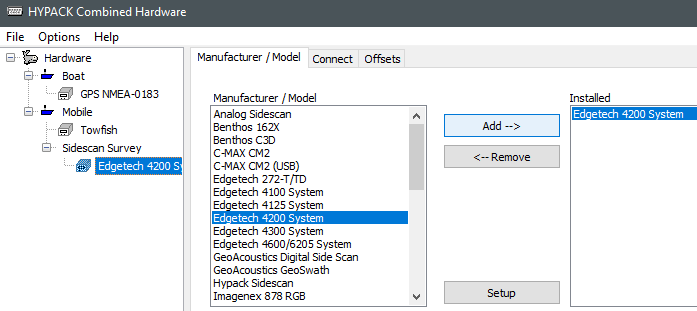 HYPACK Combined Hardware
File Options Help
Hardware
Boat
GPS NMEA-0183
Mobile
Towfish
Sidescan Survey
Edgetech 4200 Sy
Manufacturer / Model Connect Offsets
Manufacturer / Model
Analog Sidescan
Benthos 162X
Benthos C3D
C-MAX CM2
C-MAX CM2 (USB)
Edgetech 272-T/TD
Edgetech 4100 System
Edgetech 4125 System
Edgetech 4200 System
Edgetech 4300 System
Edgetech 4600/6205 System
GeoAcoustics Digital Side Scan
GeoAcoustics GeoSwath
Hypack Sidescan
Imagenex 878 RGB
Add -->
<-- Remove
Setup
Installed
Edgetech 4200 System